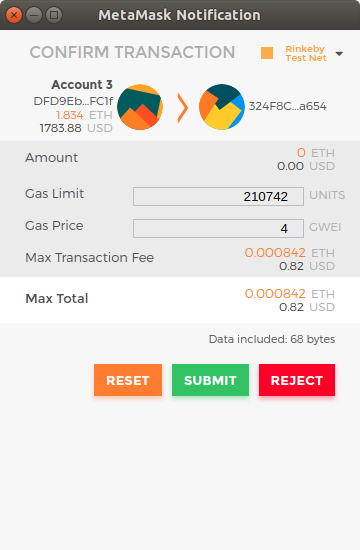 MetaMask Notification
CONFIRM TRANSACTION
Rinkeby
Test Net
Account 3
DFD9Eb...FC1f
1.834 ETH
1783.88 USD
324F8C...a654
Amount
0 ETH
0.00 USD
Gas Limit 210742 UNITS
Gas Price 4 GWEI
Max Transaction Fee
0.000842 ETH
0.82 USD
Max Total
0.000842 ETH
0.82 USD
Data included: 68 bytes
RESET SUBMIT REJECT